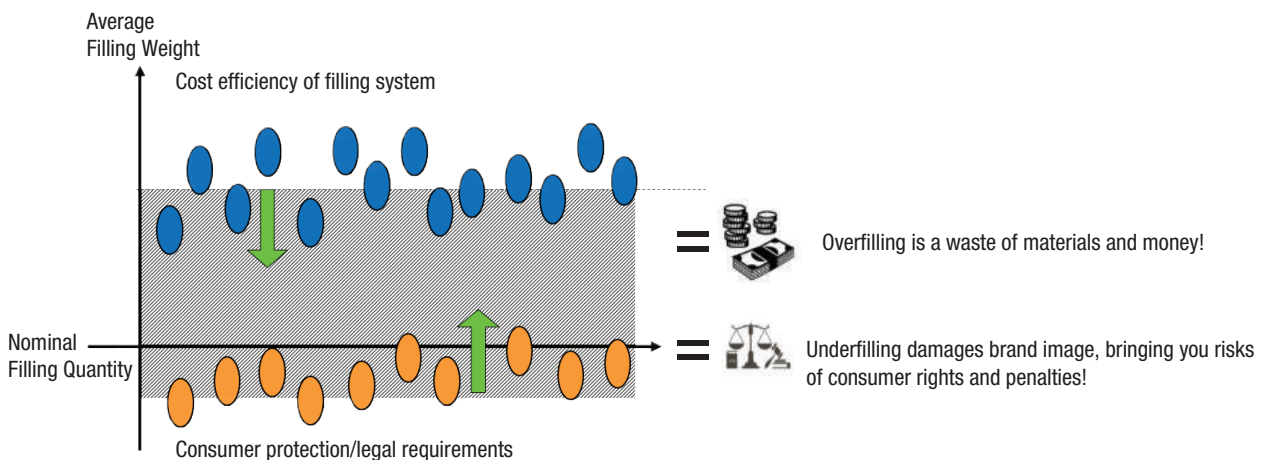 Average
Filling Weight
Cost efficiency of filling system
Overfilling is a waste of materials and money!
Nominal
Filling Quantity
Underfilling damages brand image, bringing you risks
of consumer rights and penalties!
Consumer protection/legal requirements